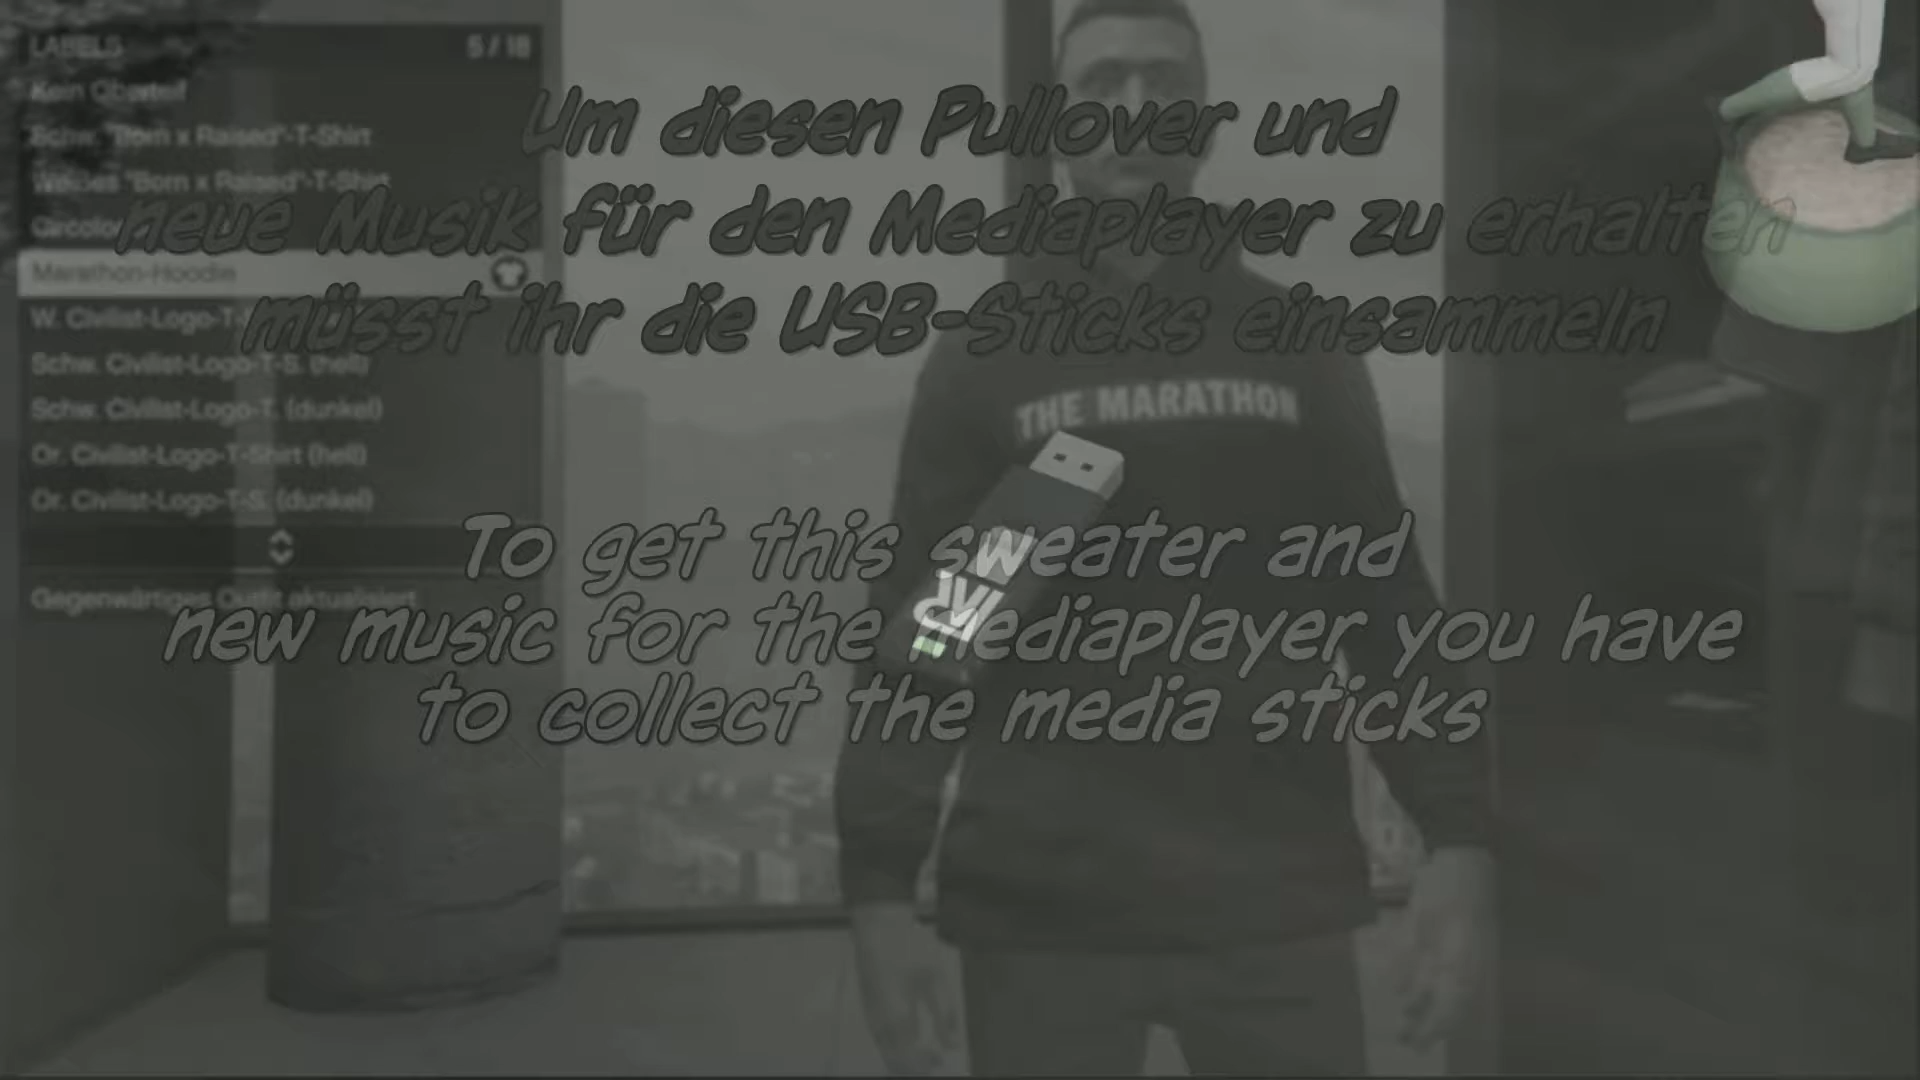 LABELS 5 / 18
Kein Oberteil
Schw. "Born x Raised"-T-Shirt
Weißes "Born x Raised"-T-Shirt
Marathon-Hoodie
W. Civilist-Logo-T-S
Schw. Civilist-Logo-T-S. (hell)
Schw. Civilist-Logo-T. (dunkel)
Or. Civilist-Logo-T-Shirt (hell)
Or. Civilist-Logo-T-S. (dunkel)
Gegenwärtiges Outfit aktualisiert
Um diesen Pullover und
neue Musik für den Mediaplayer zu erhalten
müsst ihr die USB-Sticks einsammeln
THE MARATHON
To get this sweater and
new music for the Mediaplayer you have
to collect the media sticks